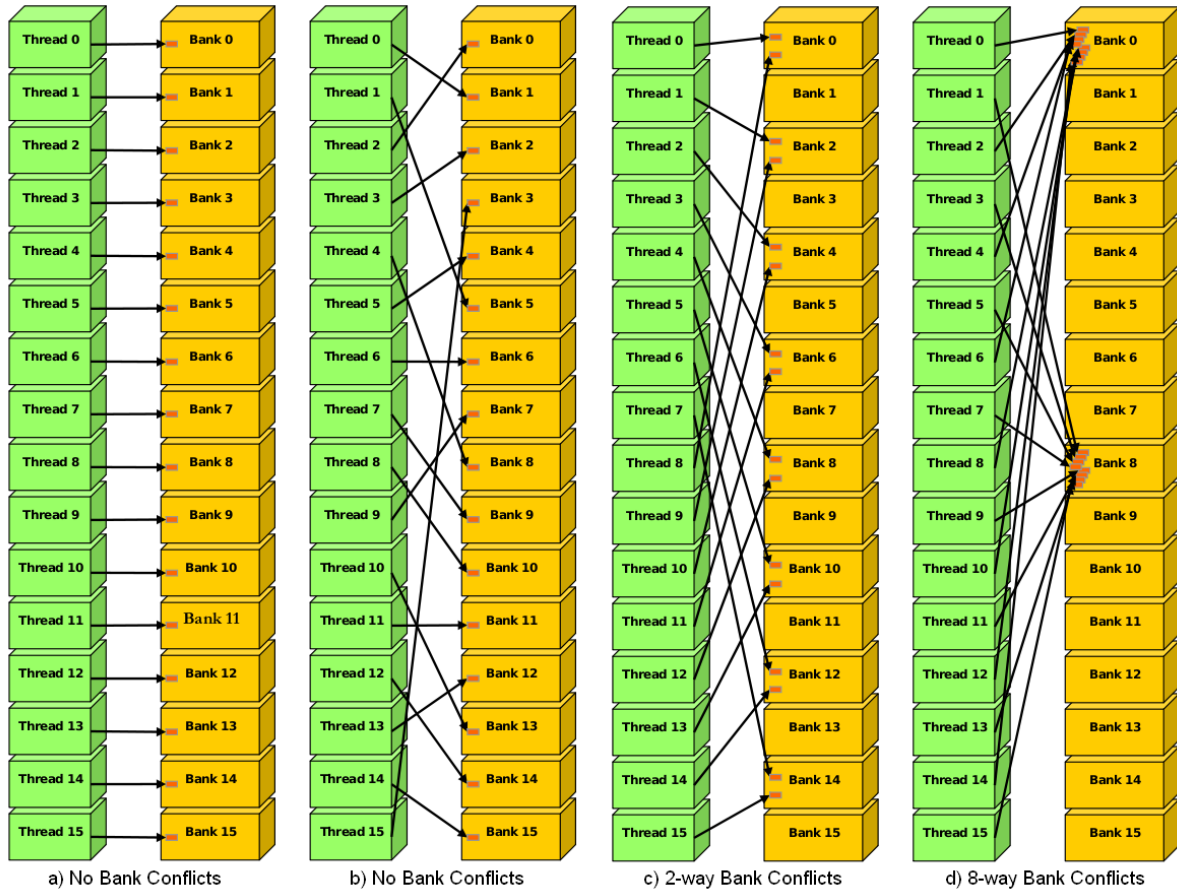 Thread 0
Thread 1
Thread 2
Thread 3
Thread 4
Thread 5
Thread 6
Thread 7
Thread 8
Thread 9
Thread 10
Thread 11
Thread 12
Thread 13
Thread 14
Thread 15
Bank 0
Bank 1
Bank 2
Bank 3
Bank 4
Bank 5
Bank 6
Bank 7
Bank 8
Bank 9
Bank 10
Bank 11
Bank 12
Bank 13
Bank 14
Bank 15
a) No Bank Conflicts
Thread 0
Thread 1
Thread 2
Thread 3
Thread 4
Thread 5
Thread 6
Thread 7
Thread 8
Thread 9
Thread 10
Thread 11
Thread 12
Thread 13
Thread 14
Thread 15
Bank 0
Bank 1
Bank 2
Bank 3
Bank 4
Bank 5
Bank 6
Bank 7
Bank 8
Bank 9
Bank 10
Bank 11
Bank 12
Bank 13
Bank 14
Bank 15
b) No Bank Conflicts
Thread 0
Thread 1
Thread 2
Thread 3
Thread 4
Thread 5
Thread 6
Thread 7
Thread 8
Thread 9
Thread 10
Thread 11
Thread 12
Thread 13
Thread 14
Thread 15
Bank 0
Bank 1
Bank 2
Bank 3
Bank 4
Bank 5
Bank 6
Bank 7
Bank 8
Bank 9
Bank 10
Bank 11
Bank 12
Bank 13
Bank 14
Bank 15
c) 2-way Bank Conflicts
Thread 0
Thread 1
Thread 2
Thread 3
Thread 4
Thread 5
Thread 6
Thread 7
Thread 8
Thread 9
Thread 10
Thread 11
Thread 12
Thread 13
Thread 14
Thread 15
Bank 0
Bank 1
Bank 2
Bank 3
Bank 4
Bank 5
Bank 6
Bank 7
Bank 8
Bank 9
Bank 10
Bank 11
Bank 12
Bank 13
Bank 14
Bank 15
d) 8-way Bank Conflicts